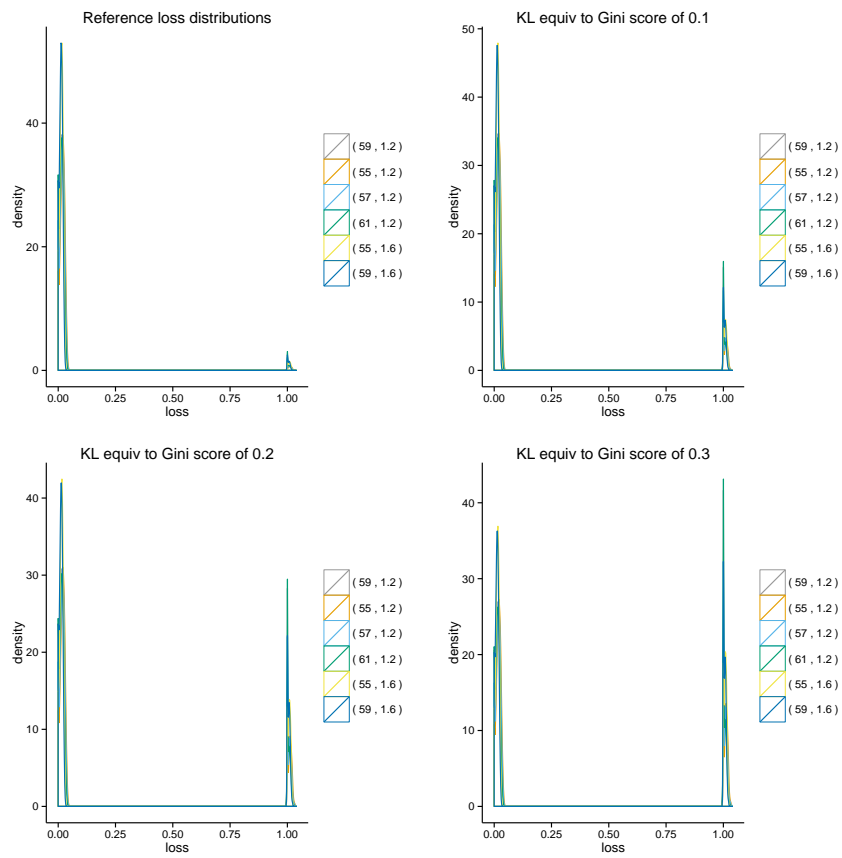 Reference loss distributions
density
40
20
0
0.00 0.25 0.50 0.75 1.00
loss
( 59 , 1.2 )
( 55 , 1.2 )
( 57 , 1.2 )
( 61 , 1.2 )
( 55 , 1.6 )
( 59 , 1.6 )
KL equiv to Gini score of 0.1
density
50
40
30
20
10
0
0.00 0.25 0.50 0.75 1.00
loss
( 59 , 1.2 )
( 55 , 1.2 )
( 57 , 1.2 )
( 61 , 1.2 )
( 55 , 1.6 )
( 59 , 1.6 )
KL equiv to Gini score of 0.2
density
40
30
20
10
0
0.00 0.25 0.50 0.75 1.00
loss
( 59 , 1.2 )
( 55 , 1.2 )
( 57 , 1.2 )
( 61 , 1.2 )
( 55 , 1.6 )
( 59 , 1.6 )
KL equiv to Gini score of 0.3
density
40
30
20
10
0
0.00 0.25 0.50 0.75 1.00
loss
( 59 , 1.2 )
( 55 , 1.2 )
( 57 , 1.2 )
( 61 , 1.2 )
( 55 , 1.6 )
( 59 , 1.6 )